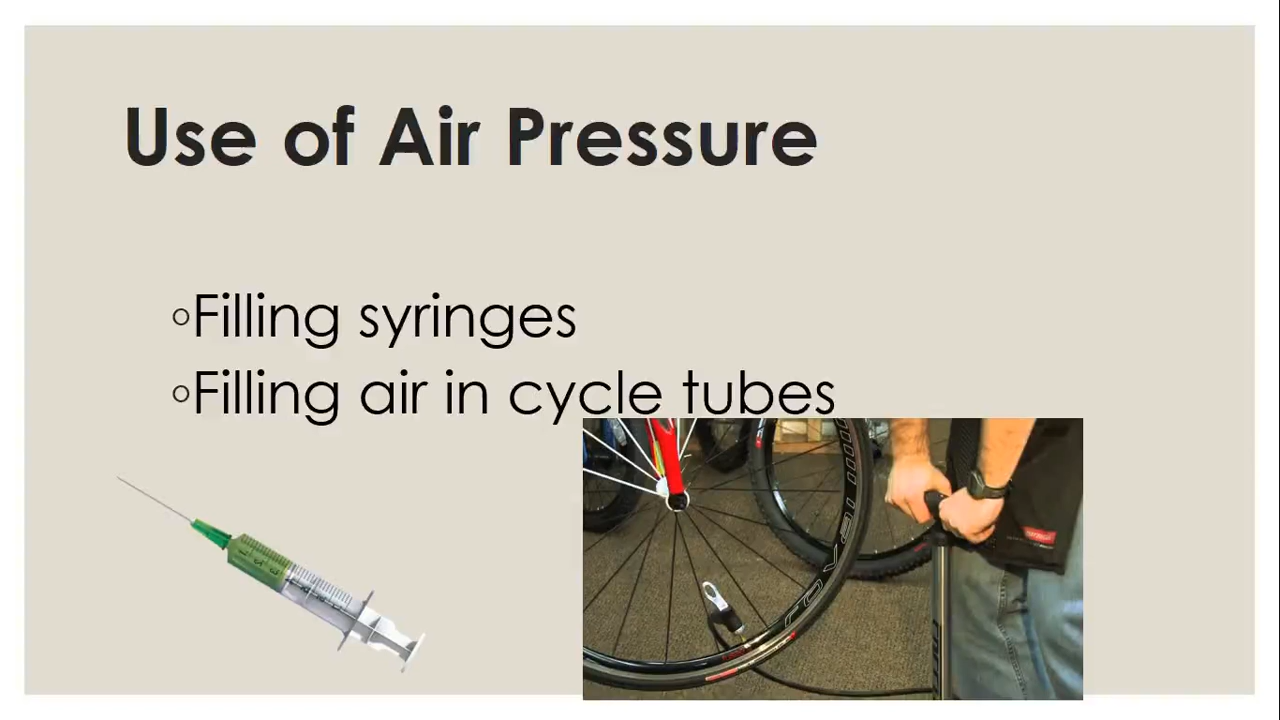 Use of Air Pressure
◦Filling syringes
◦Filling air in cycle tubes